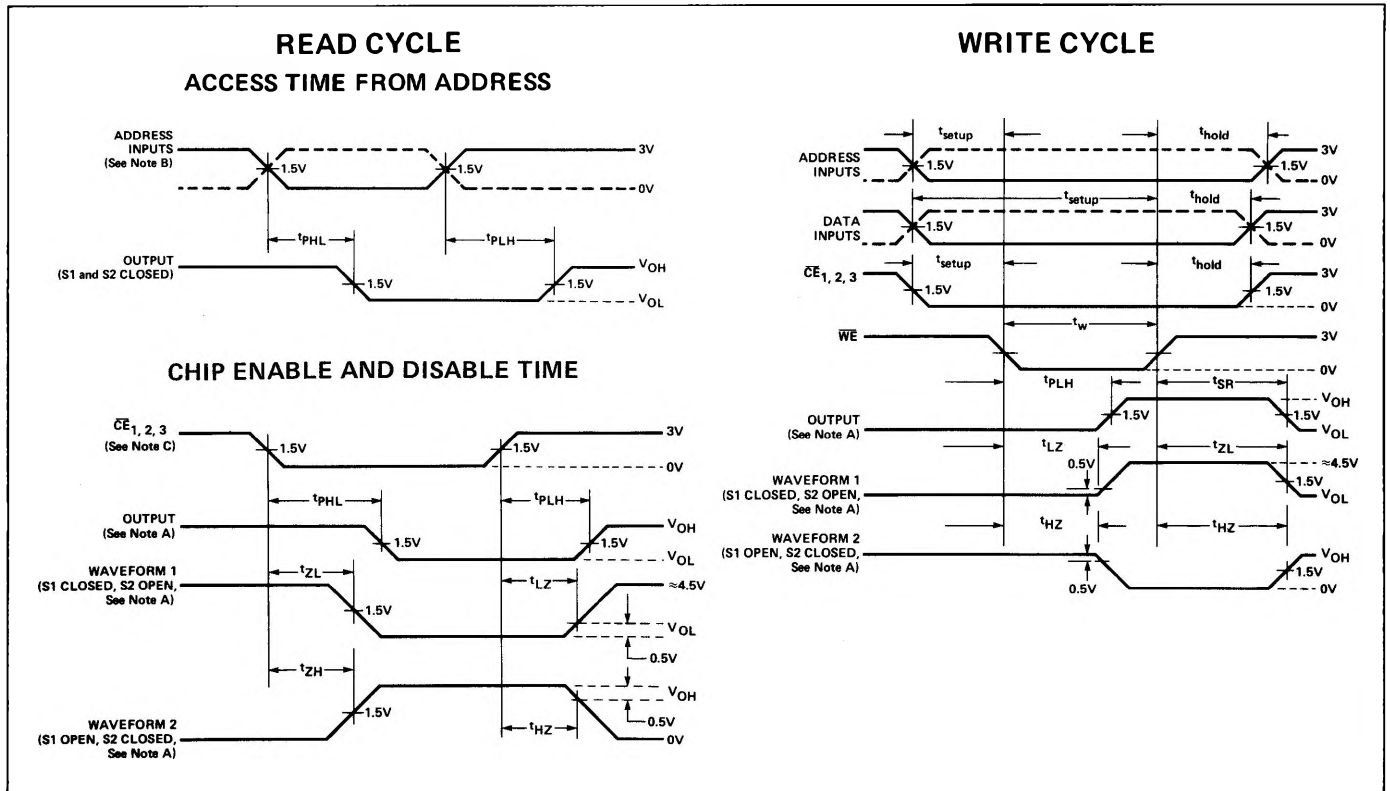 READ CYCLE
ACCESS TIME FROM ADDRESS
ADDRESS
INPUTS
(See Note B)
1.5V
1.5V
3V
0V
tPHL
tPLH
OUTPUT
(S1 and S2 CLOSED)
1.5V
1.5V
VOH
VOL
CHIP ENABLE AND DISABLE TIME
C̅E̅1, 2, 3
(See Note C)
1.5V
1.5V
3V
0V
tPHL
tPLH
OUTPUT
(See Note A)
1.5V
1.5V
VOH
VOL
WAVEFORM 1
(S1 CLOSED, S2 OPEN,
See Note A)
tZL
tLZ
1.5V
≈4.5V
VOL
0.5V
tZH
WAVEFORM 2
(S1 OPEN, S2 CLOSED,
See Note A)
1.5V
tHZ
VOH
0.5V
0V
WRITE CYCLE
tsetup
thold
ADDRESS
INPUTS
1.5V
1.5V
3V
0V
tsetup
thold
DATA
INPUTS
1.5V
1.5V
3V
0V
tsetup
thold
C̅E̅1, 2, 3
1.5V
1.5V
3V
0V
tw
W̅E̅
3V
0V
tPLH
tSR
OUTPUT
(See Note A)
1.5V
1.5V
VOH
VOL
tLZ
tZL
0.5V
WAVEFORM 1
(S1 CLOSED, S2 OPEN,
See Note A)
≈4.5V
1.5V
VOL
tHZ
tHZ
WAVEFORM 2
(S1 OPEN, S2 CLOSED,
See Note A)
0.5V
VOH
1.5V
0V